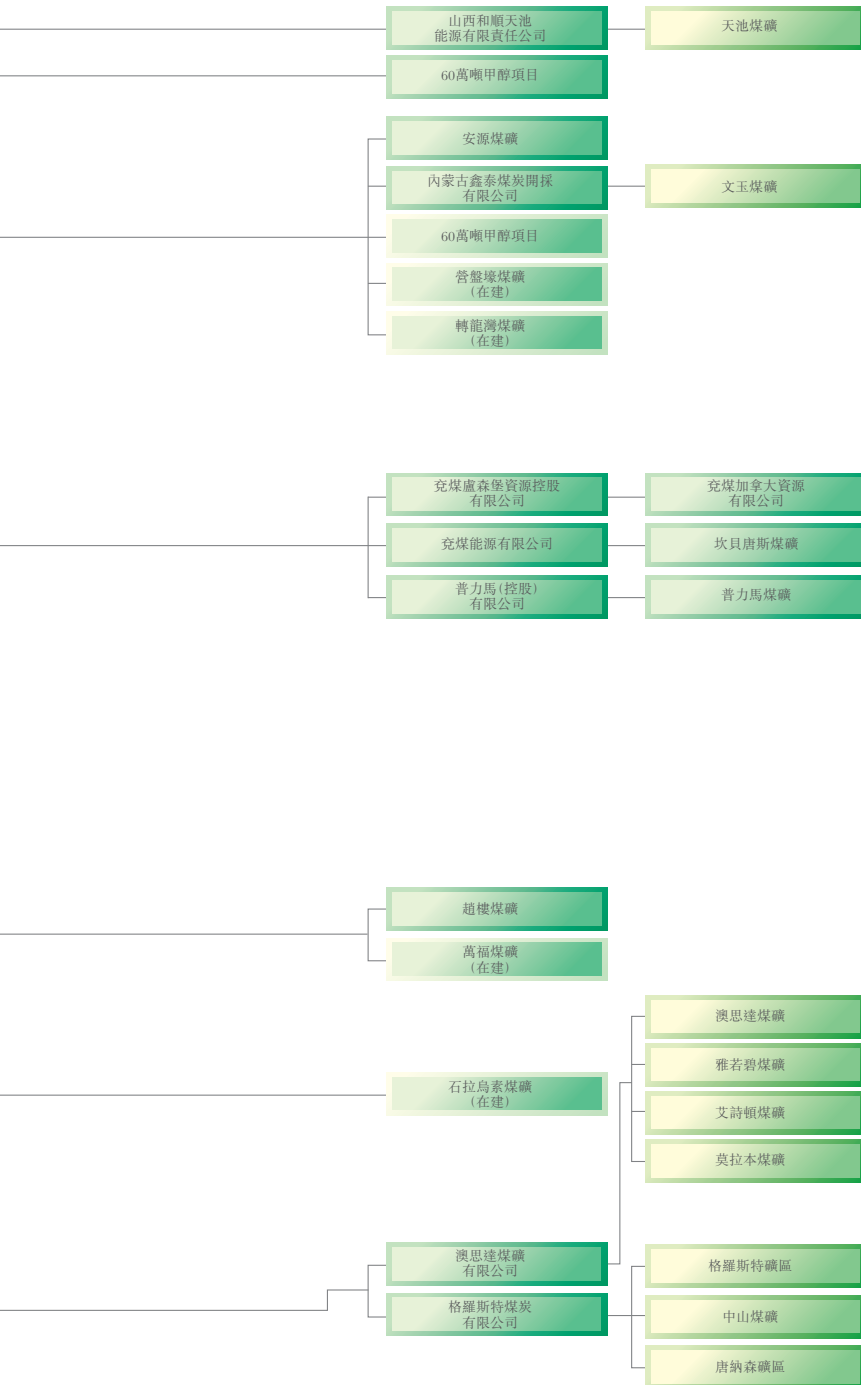 山西和順天池
能源有限責任公司
天池煤礦
60萬噸甲醇項目
安源煤礦
內蒙古鑫泰煤炭開採
有限公司
文玉煤礦
60萬噸甲醇項目
營盤壕煤礦
(在建)
轉龍灣煤礦
(在建)
兗煤盧森堡資源控股
有限公司
兗煤加拿大資源
有限公司
兗煤能源有限公司
坎貝唐斯煤礦
普力馬(控股)
有限公司
普力馬煤礦
趙樓煤礦
萬福煤礦
(在建)
石拉烏素煤礦
(在建)
澳思達煤礦
雅若碧煤礦
艾詩頓煤礦
莫拉本煤礦
澳思達煤礦
有限公司
格羅斯特煤炭
有限公司
格羅斯特礦區
中山煤礦
唐納森礦區